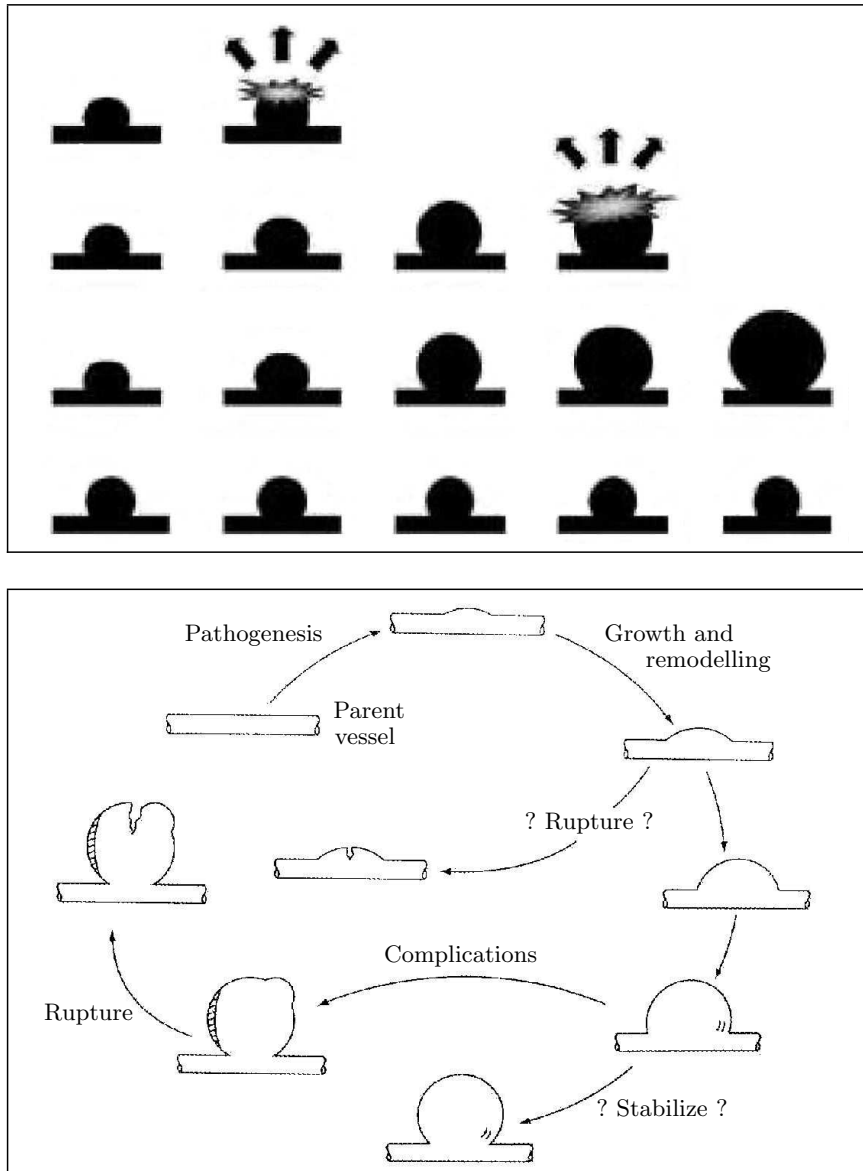 Pathogenesis
Growth and
remodelling
Parent
vessel
? Rupture ?
Complications
Rupture
? Stabilize ?